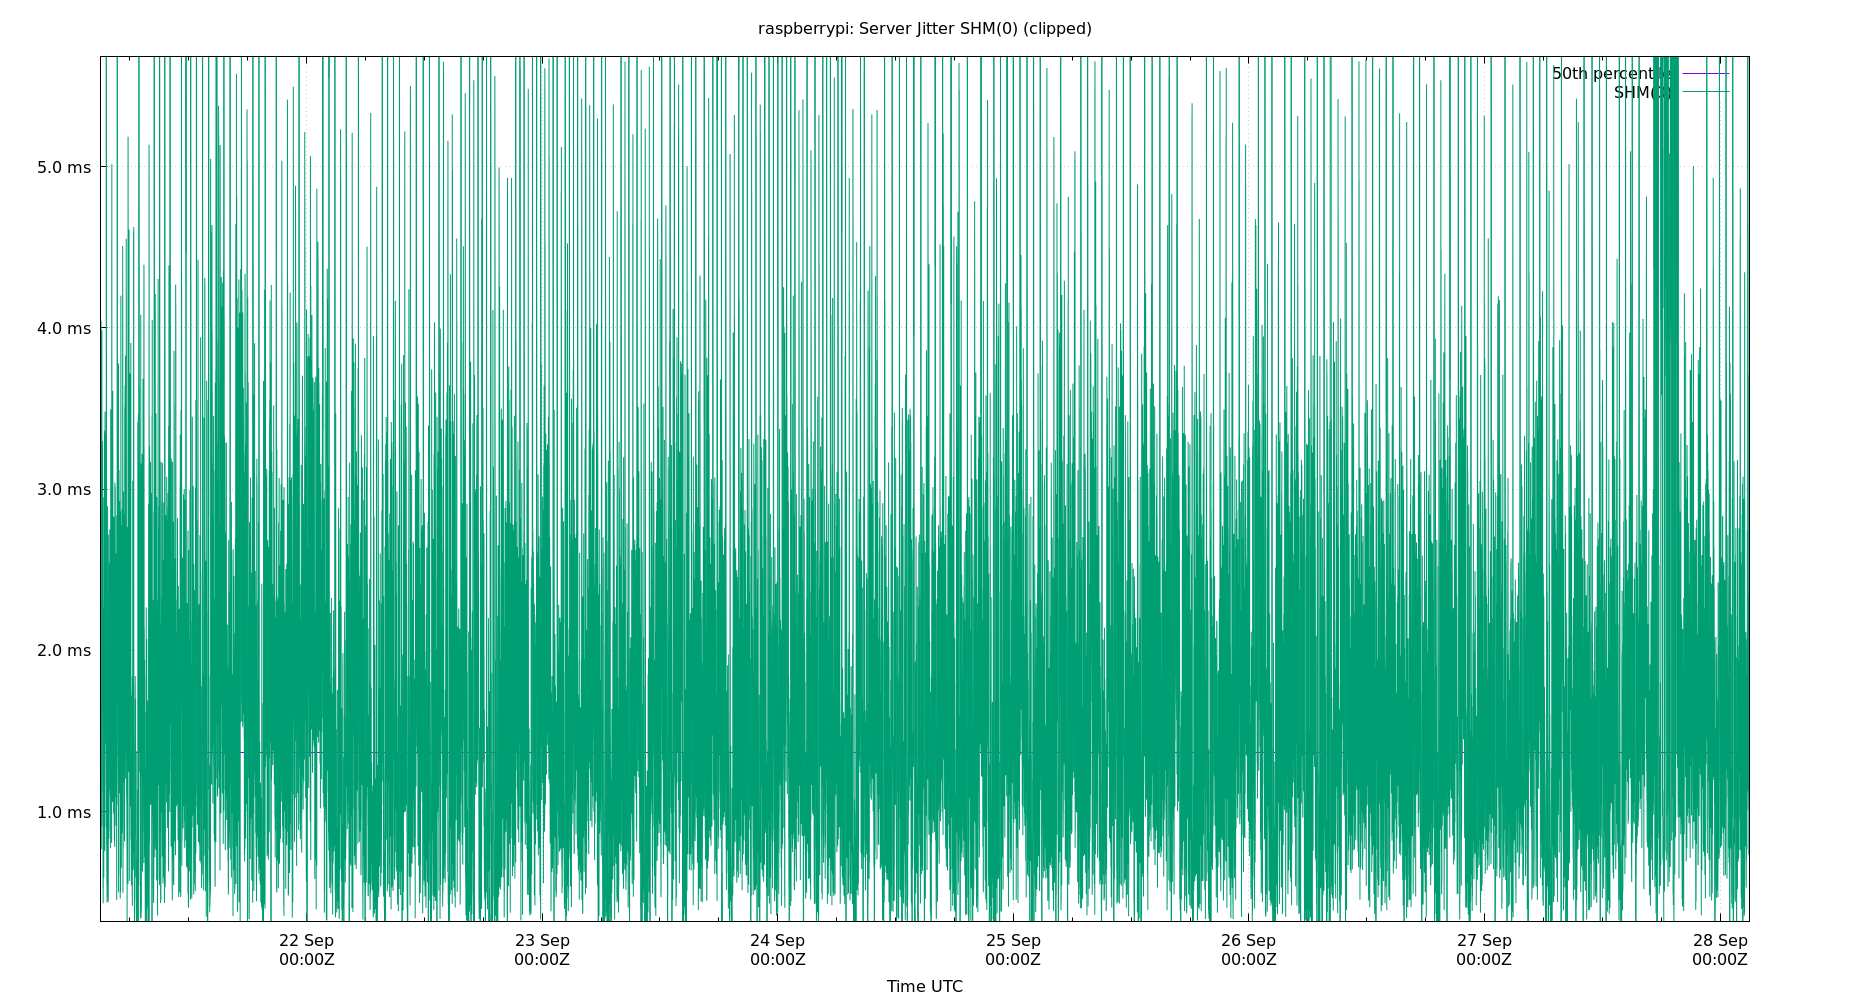 raspberrypi: Server Jitter SHM(0) (clipped)
50th percentile
SHM(0)
5.0 ms
4.0 ms
3.0 ms
2.0 ms
1.0 ms
22 Sep
00:00Z
23 Sep
00:00Z
24 Sep
00:00Z
25 Sep
00:00Z
26 Sep
00:00Z
27 Sep
00:00Z
28 Sep
00:00Z
Time UTC